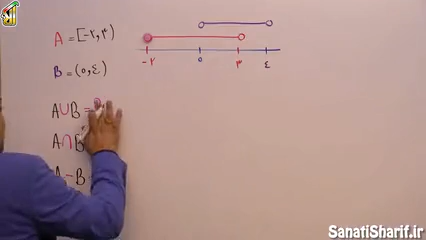 A = [-۲, ۳)
B = (۰, ٤)
-۲ ۰ ۳ ٤
A∪B =
A∩B
A - B
SanatiSharif.ir